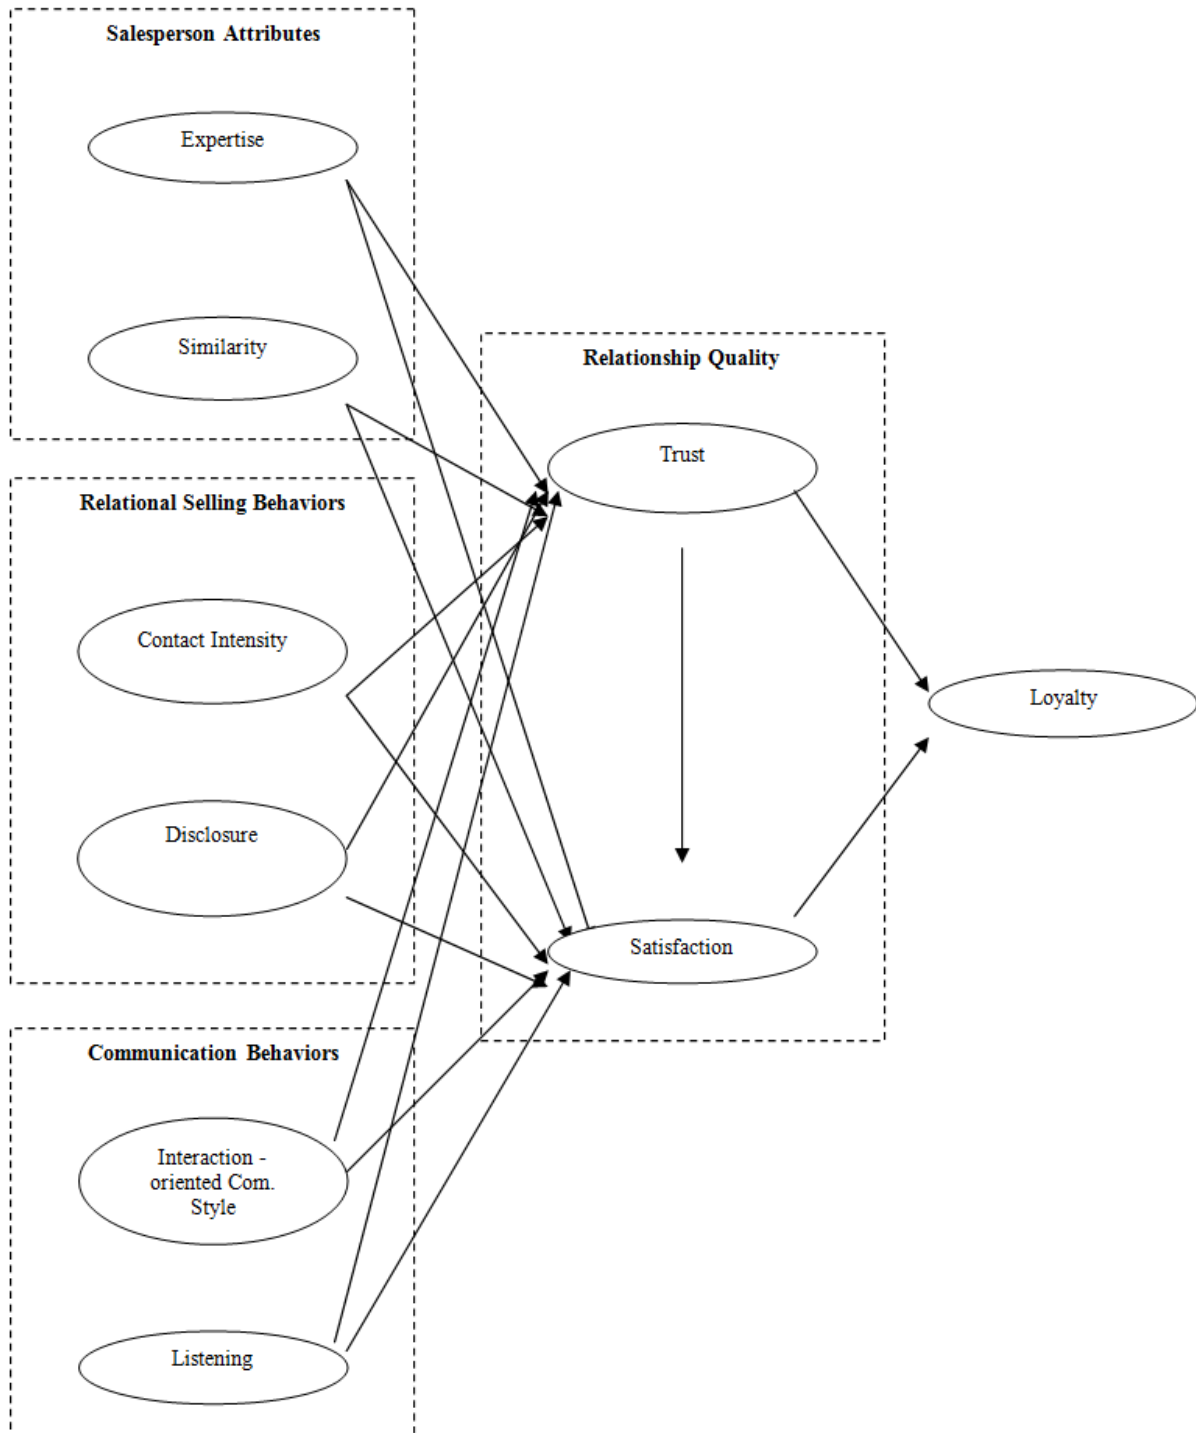 Salesperson Attributes
Expertise
Similarity
Relational Selling Behaviors
Contact Intensity
Disclosure
Communication Behaviors
Interaction -
oriented Com.
Style
Listening
Relationship Quality
Trust
Satisfaction
Loyalty